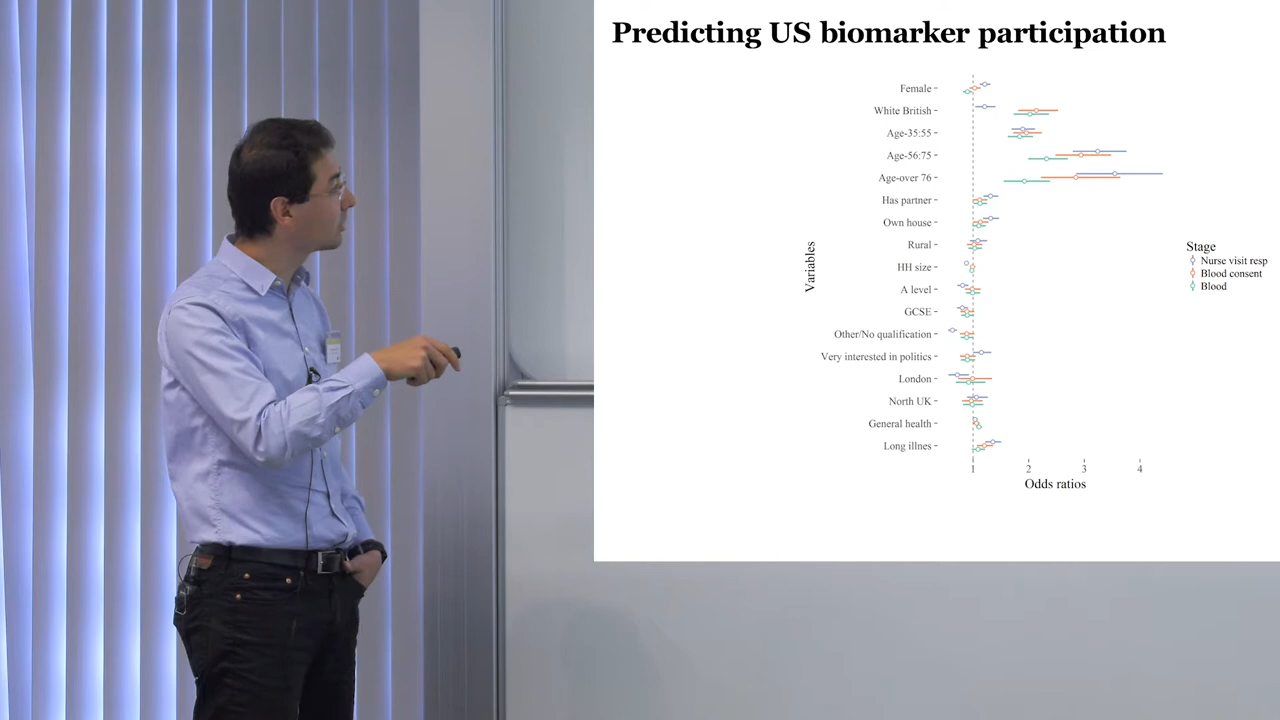 Predicting US biomarker participation
Female
White British
Age-35:55
Age-56:75
Age-over 76
Has partner
Own house
Rural
HH size
A level
GCSE
Other/No qualification
Very interested in politics
London
North UK
General health
Long illnes
Variables
1 2 3 4
Odds ratios
Stage
Nurse visit resp
Blood consent
Blood